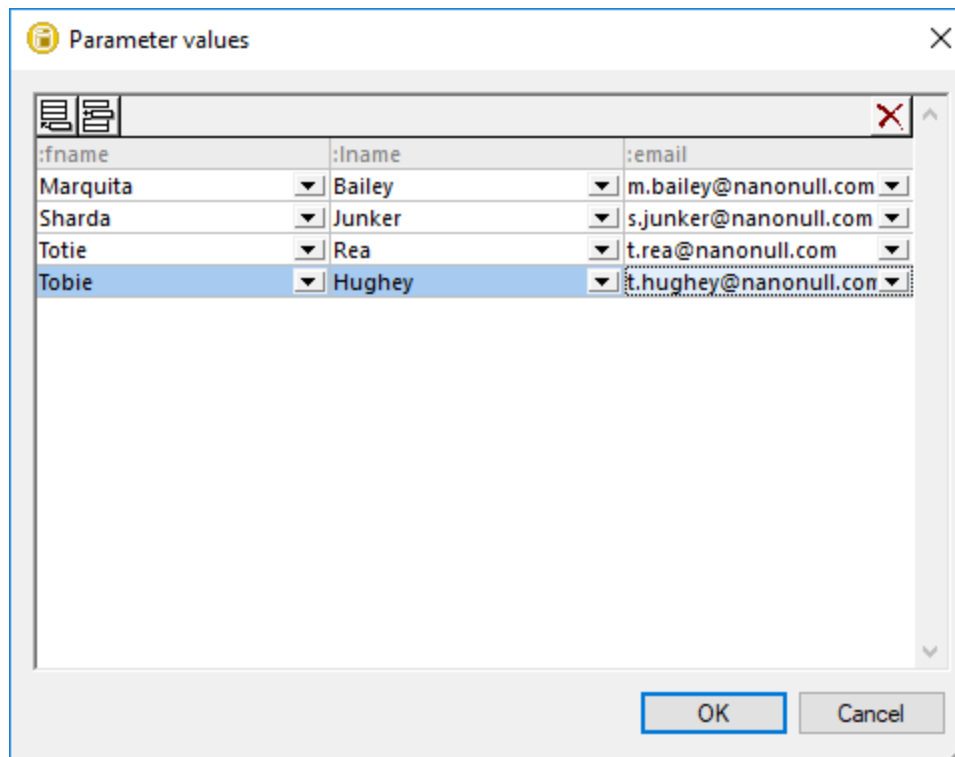 Parameter values
:fname :lname :email
Marquita Bailey m.bailey@nanonull.com
Sharda Junker s.junker@nanonull.com
Totie Rea t.rea@nanonull.com
Tobie Hughey t.hughey@nanonull.com
OK Cancel